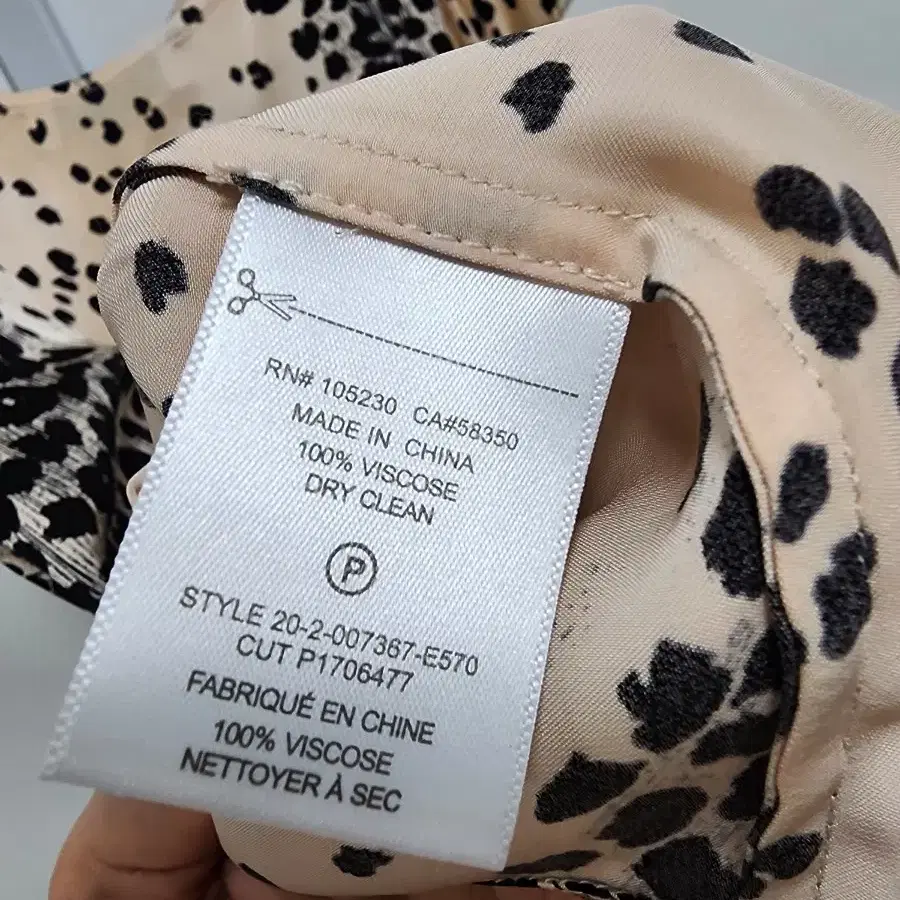 RN# 105230 CA#58350
MADE IN CHINA
100% VISCOSE
DRY CLEAN
P
STYLE 20-2-007367-E570
CUT P1706477
FABRIQUÉ EN CHINE
100% VISCOSE
NETTOYER À SEC